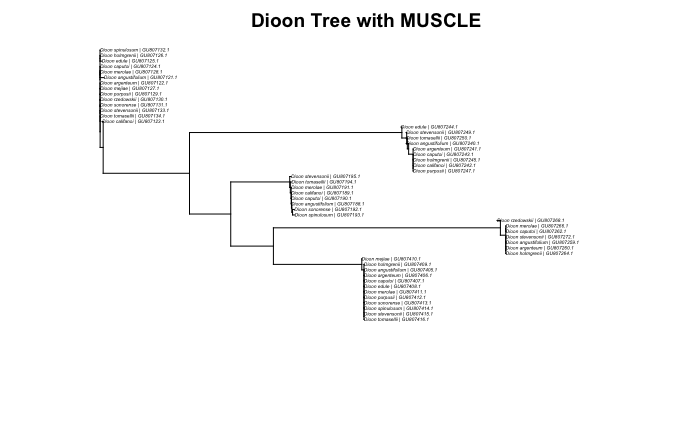 Dioon Tree with MUSCLE
Dioon spinulosum | GU807132.1
Dioon holmgrenii | GU807126.1
Dioon edule | GU807125.1
Dioon caputoi | GU807124.1
Dioon merolae | GU807128.1
Dioon angustifolium | GU807121.1
Dioon argenteum | GU807122.1
Dioon mejiae | GU807127.1
Dioon purpusii | GU807129.1
Dioon rzedowskii | GU807130.1
Dioon sonorense | GU807131.1
Dioon stevensonii | GU807133.1
Dioon tomasellii | GU807134.1
Dioon califanoi | GU807123.1
Dioon edule | GU807244.1
Dioon stevensonii | GU807249.1
Dioon tomasellii | GU807250.1
Dioon angustifolium | GU807240.1
Dioon argenteum | GU807241.1
Dioon caputoi | GU807243.1
Dioon holmgrenii | GU807245.1
Dioon califanoi | GU807242.1
Dioon purpusii | GU807247.1
Dioon stevensonii | GU807195.1
Dioon tomasellii | GU807194.1
Dioon merolae | GU807191.1
Dioon califanoi | GU807189.1
Dioon caputoi | GU807190.1
Dioon angustifolium | GU807188.1
Dioon sonorense | GU807192.1
Dioon spinulosum | GU807193.1
Dioon rzedowskii | GU807268.1
Dioon merolae | GU807266.1
Dioon caputoi | GU807262.1
Dioon stevensonii | GU807272.1
Dioon angustifolium | GU807259.1
Dioon argenteum | GU807260.1
Dioon holmgrenii | GU807264.1
Dioon mejiae | GU807410.1
Dioon holmgrenii | GU807409.1
Dioon angustifolium | GU807405.1
Dioon argenteum | GU807406.1
Dioon caputoi | GU807407.1
Dioon edule | GU807408.1
Dioon merolae | GU807411.1
Dioon purpusii | GU807412.1
Dioon sonorense | GU807413.1
Dioon spinulosum | GU807414.1
Dioon stevensonii | GU807415.1
Dioon tomasellii | GU807416.1